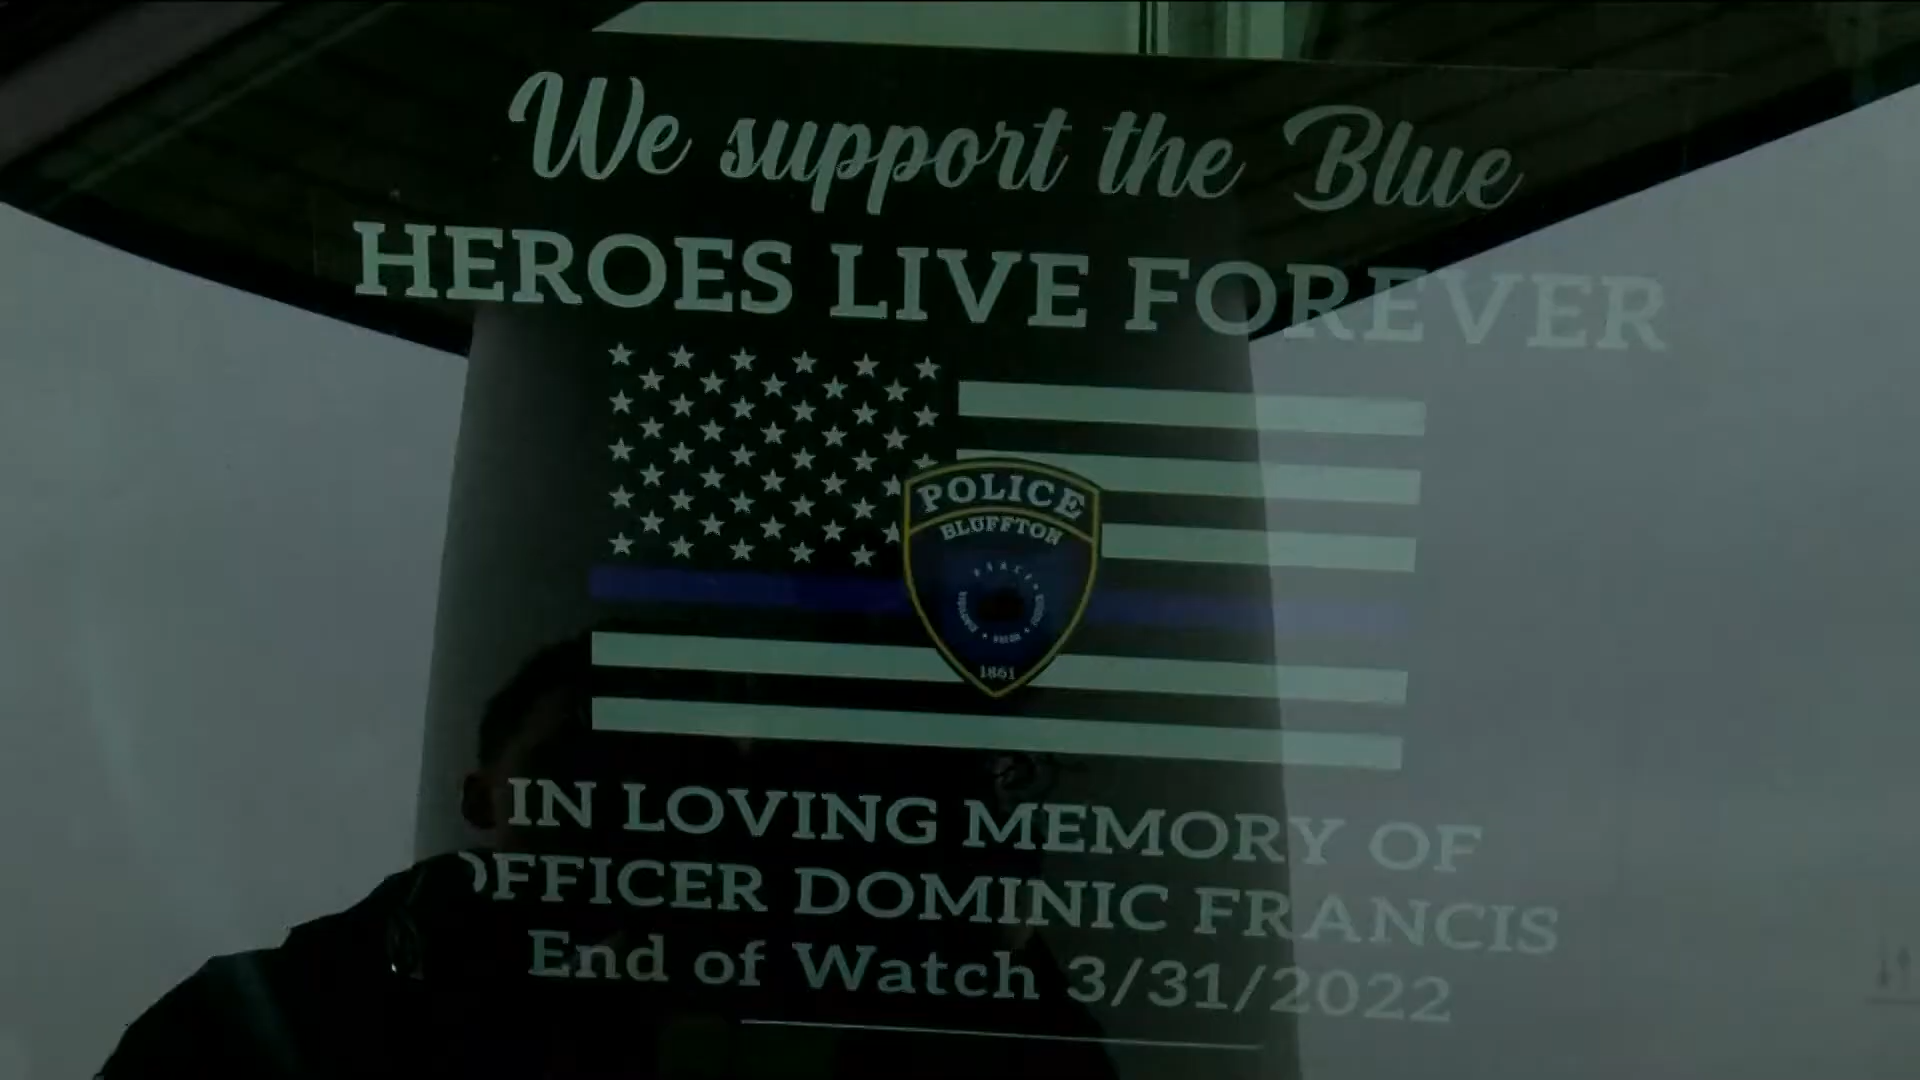 We support the Blue
HEROES LIVE FOREVER
POLICE
BLUFFTON
1861
IN LOVING MEMORY OF
OFFICER DOMINIC FRANCIS
End of Watch 3/31/2022